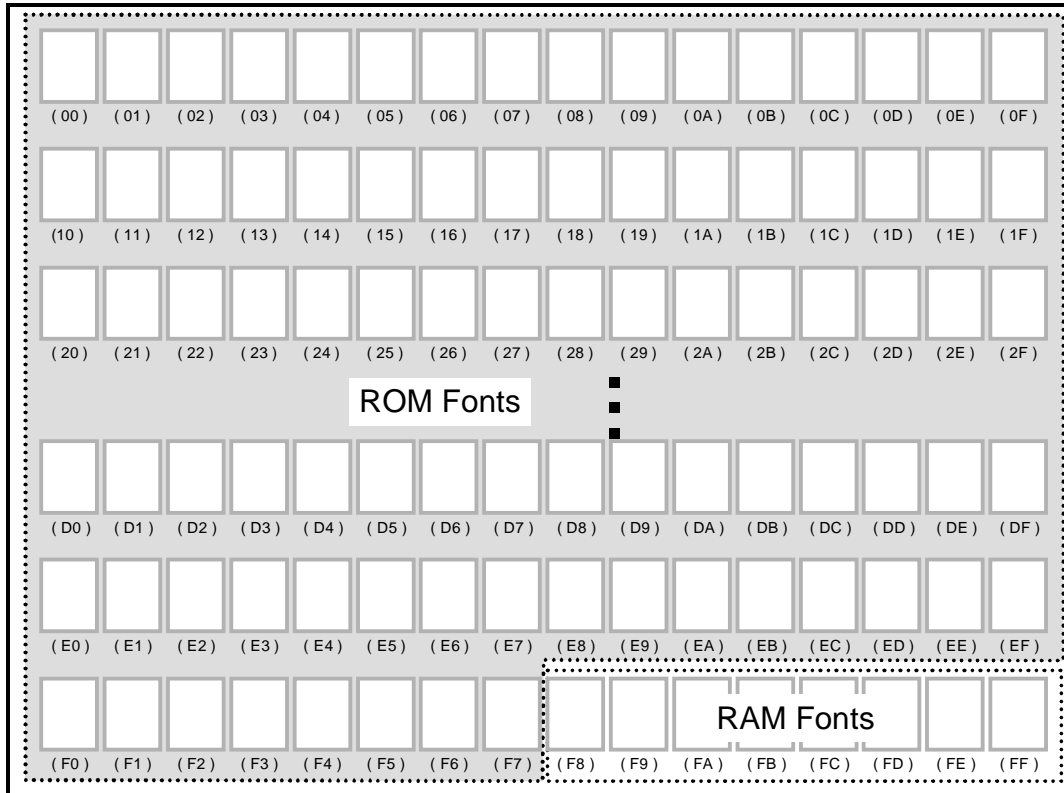 ( 00 ) ( 01 ) ( 02 ) ( 03 ) ( 04 ) ( 05 ) ( 06 ) ( 07 ) ( 08 ) ( 09 ) ( 0A ) ( 0B ) ( 0C ) ( 0D ) ( 0E ) ( 0F )
(10 ) ( 11 ) ( 12 ) ( 13 ) ( 14 ) ( 15 ) ( 16 ) ( 17 ) ( 18 ) ( 19 ) ( 1A ) ( 1B ) ( 1C ) ( 1D ) ( 1E ) ( 1F )
( 20 ) ( 21 ) ( 22 ) ( 23 ) ( 24 ) ( 25 ) ( 26 ) ( 27 ) ( 28 ) ( 29 ) ( 2A ) ( 2B ) ( 2C ) ( 2D ) ( 2E ) ( 2F )
ROM Fonts
( D0 ) ( D1 ) ( D2 ) ( D3 ) ( D4 ) ( D5 ) ( D6 ) ( D7 ) ( D8 ) ( D9 ) ( DA ) ( DB ) ( DC ) ( DD ) ( DE ) ( DF )
( E0 ) ( E1 ) ( E2 ) ( E3 ) ( E4 ) ( E5 ) ( E6 ) ( E7 ) ( E8 ) ( E9 ) ( EA ) ( EB ) ( EC ) ( ED ) ( EE ) ( EF )
RAM Fonts
( F0 ) ( F1 ) ( F2 ) ( F3 ) ( F4 ) ( F5 ) ( F6 ) ( F7 ) ( F8 ) ( F9 ) ( FA ) ( FB ) ( FC ) ( FD ) ( FE ) ( FF )